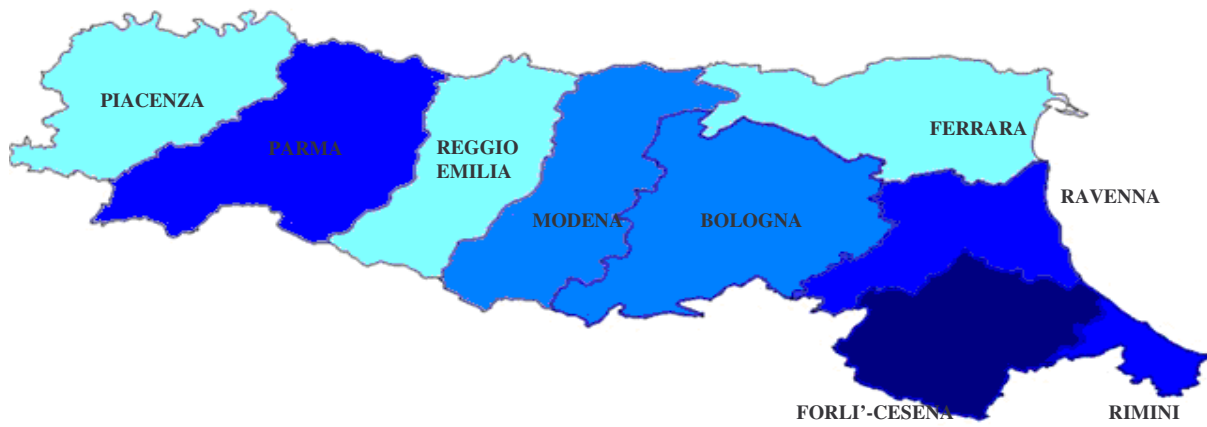 PIACENZA
PARMA
REGGIO
EMILIA
MODENA
BOLOGNA
FERRARA
RAVENNA
FORLI’-CESENA
RIMINI